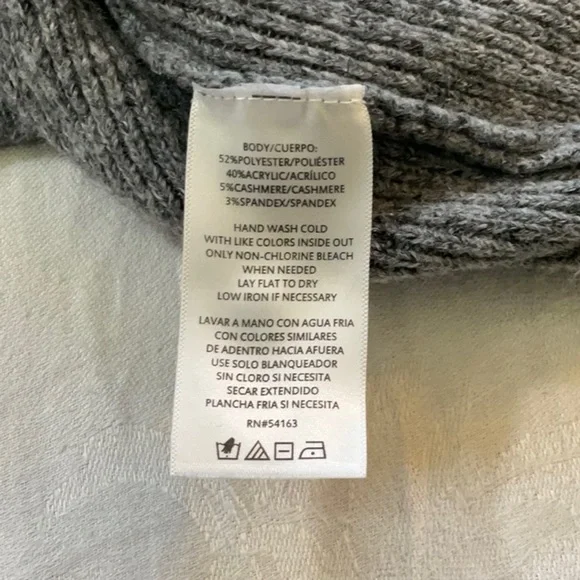 BODY/CUERPO:
52%POLYESTER/POLIÉSTER
40%ACRYLIC/ACRÍLICO
5%CASHMERE/CASHMERE
3%SPANDEX/SPANDEX
HAND WASH COLD
WITH LIKE COLORS INSIDE OUT
ONLY NON-CHLORINE BLEACH
WHEN NEEDED
LAY FLAT TO DRY
LOW IRON IF NECESSARY
LAVAR A MANO CON AGUA FRIA
CON COLORES SIMILARES
DE ADENTRO HACIA AFUERA
USE SOLO BLANQUEADOR
SIN CLORO SI NECESITA
SECAR EXTENDIDO
PLANCHA FRIA SI NECESITA
RN#54163